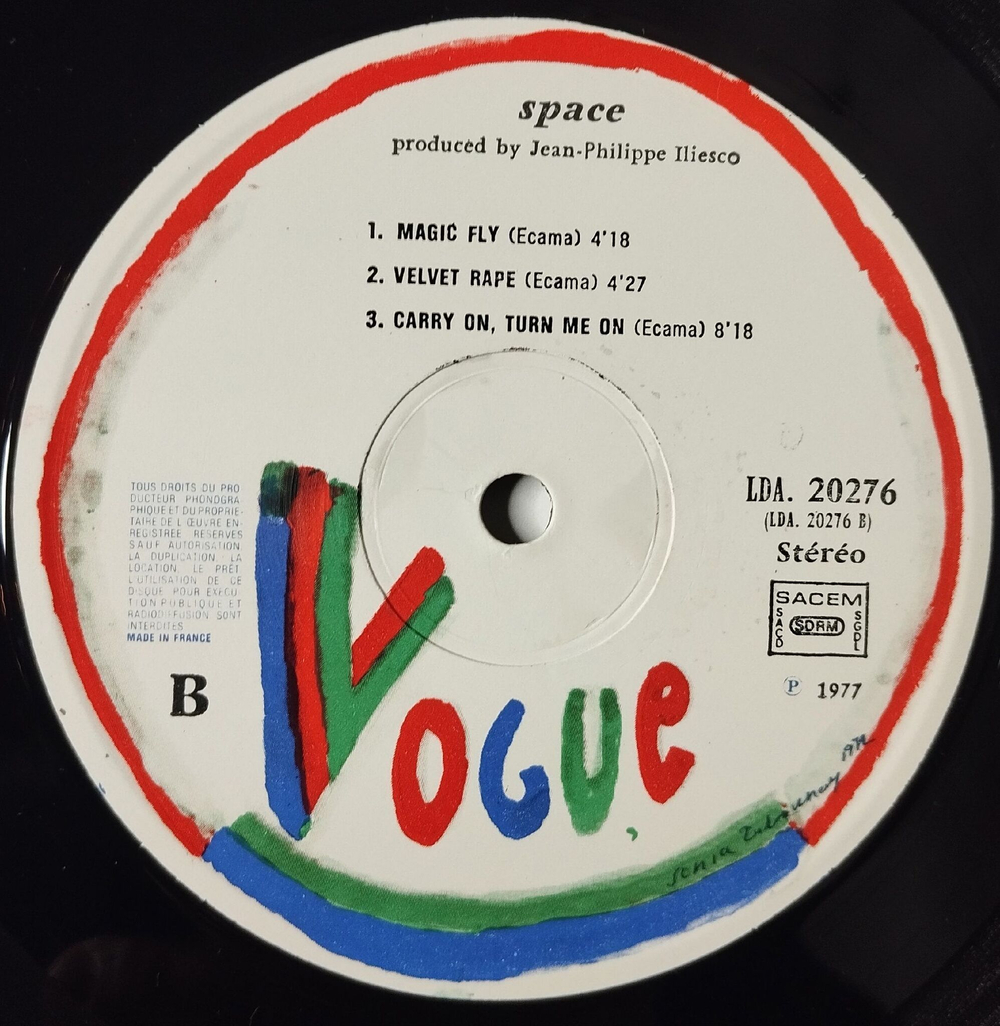 space
produced by Jean-Philippe Iliesco
1. MAGIC FLY (Ecama) 4'18
2. VELVET RAPE (Ecama) 4'27
3. CARRY ON, TURN ME ON (Ecama) 8'18
TOUS DROITS DU PRO
DUCTEUR PHONOGRA-
PHIQUE ET DU PROPRIE-
TAIRE DE L ŒUVRE EN-
REGISTREE RESERVES
SAUF AUTORISATION
LA DUPLICATION LA
LOCATION LE PRÊT
L'UTILISATION DE CE
DISQUE POUR EXECU
TION PUBLIQUE ET
RADIODIFFUSION SONT
INTERDITES
MADE IN FRANCE
B
LDA. 20276
(LDA. 20276 B)
Stéréo
SACEM
SACD
SDRM
SGDL
Ⓟ 1977
VOGUE
sonia Delaunay